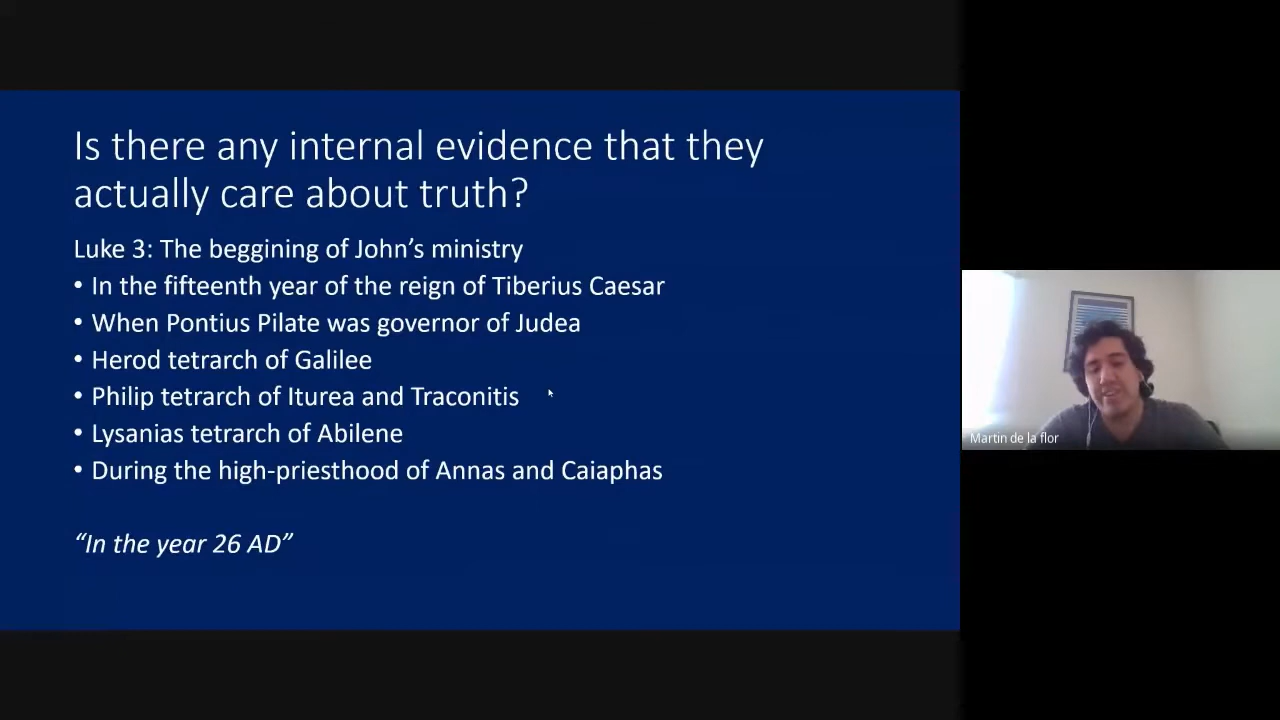 Is there any internal evidence that they
actually care about truth?
Luke 3: The beggining of John's ministry
• In the fifteenth year of the reign of Tiberius Caesar
• When Pontius Pilate was governor of Judea
• Herod tetrarch of Galilee
• Philip tetrarch of Iturea and Traconitis
• Lysanias tetrarch of Abilene
• During the high-priesthood of Annas and Caiaphas
“In the year 26 AD”
Martin de la flor